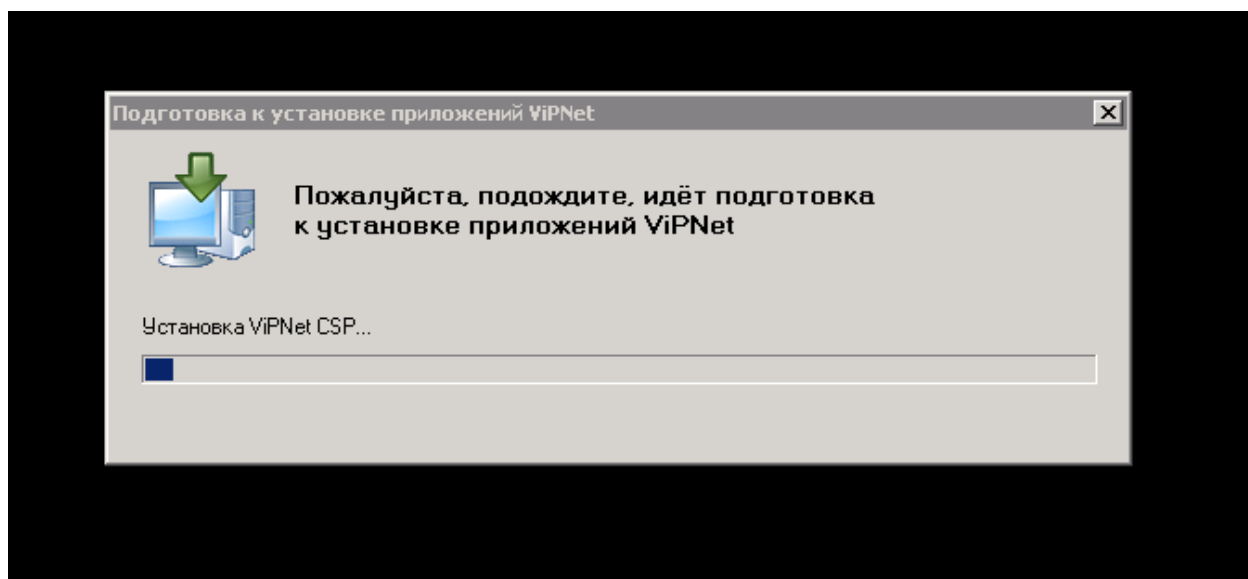 Подготовка к установке приложений ViPNet
Пожалуйста, подождите, идёт подготовка
к установке приложений ViPNet
Установка ViPNet CSP...